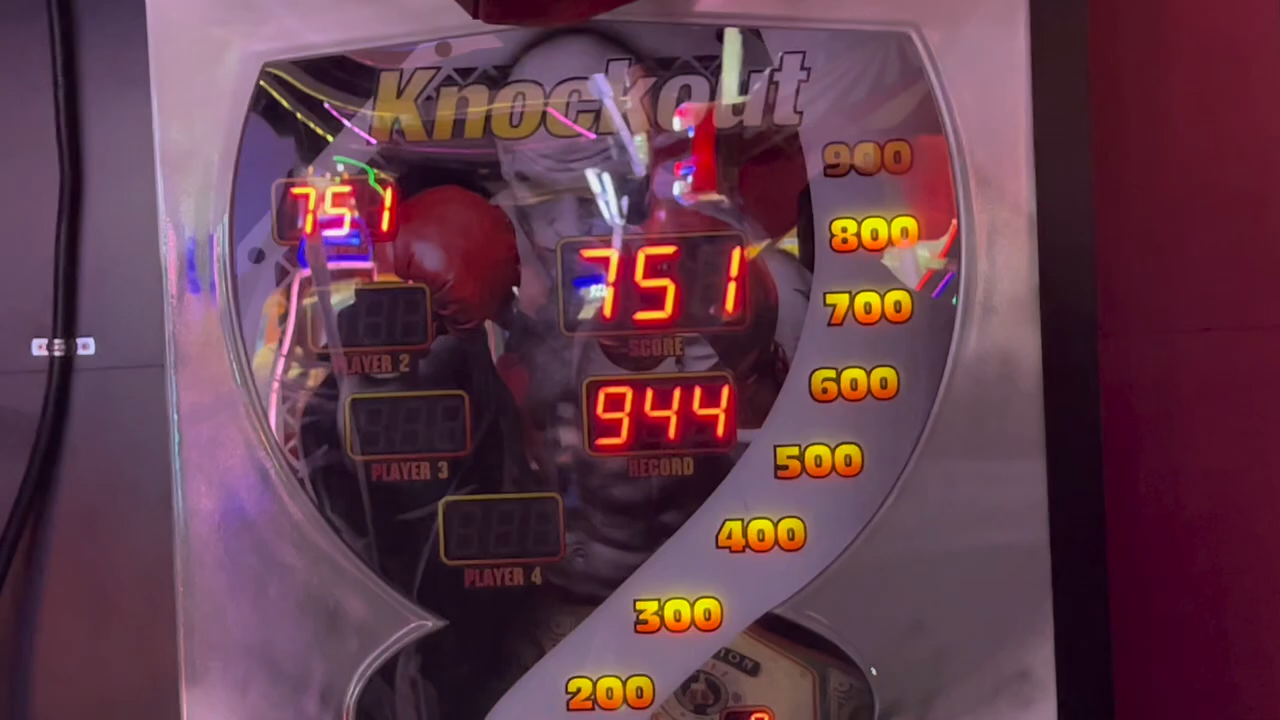 Knockout
900
751
800
751
700
SCORE
PLAYER 2
600
944
RECORD
500
PLAYER 3
400
PLAYER 4
300
200